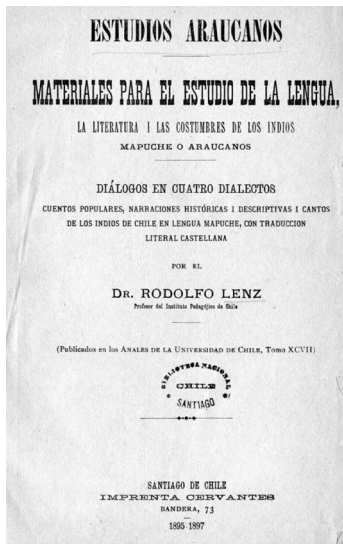 ESTUDIOS ARAUCANOS
MATERIALES PARA EL ESTUDIO DE LA LENGUA,
LA LITERATURA I LAS COSTUMBRES DE LOS INDIOS
MAPUCHE O ARAUCANOS
DIÁLOGOS EN CUATRO DIALECTOS
CUENTOS POPULARES, NARRACIONES HISTÓRICAS I DESCRIPTIVAS I CANTOS
DE LOS INDIOS DE CHILE EN LENGUA MAPUCHE, CON TRADUCCION
LITERAL CASTELLANA
POR EL
DR. RODOLFO LENZ
Profesor del Instituto Pedagójico de Chile
(Publicados en los ANALES DE LA UNIVERSIDAD DE CHILE, Tomo XCVII)
BIBLIOTECA NACIONAL
CHILE
SANTIAGO
SANTIAGO DE CHILE
IMPRENTA CERVANTES
BANDERA, 73
1895-1897